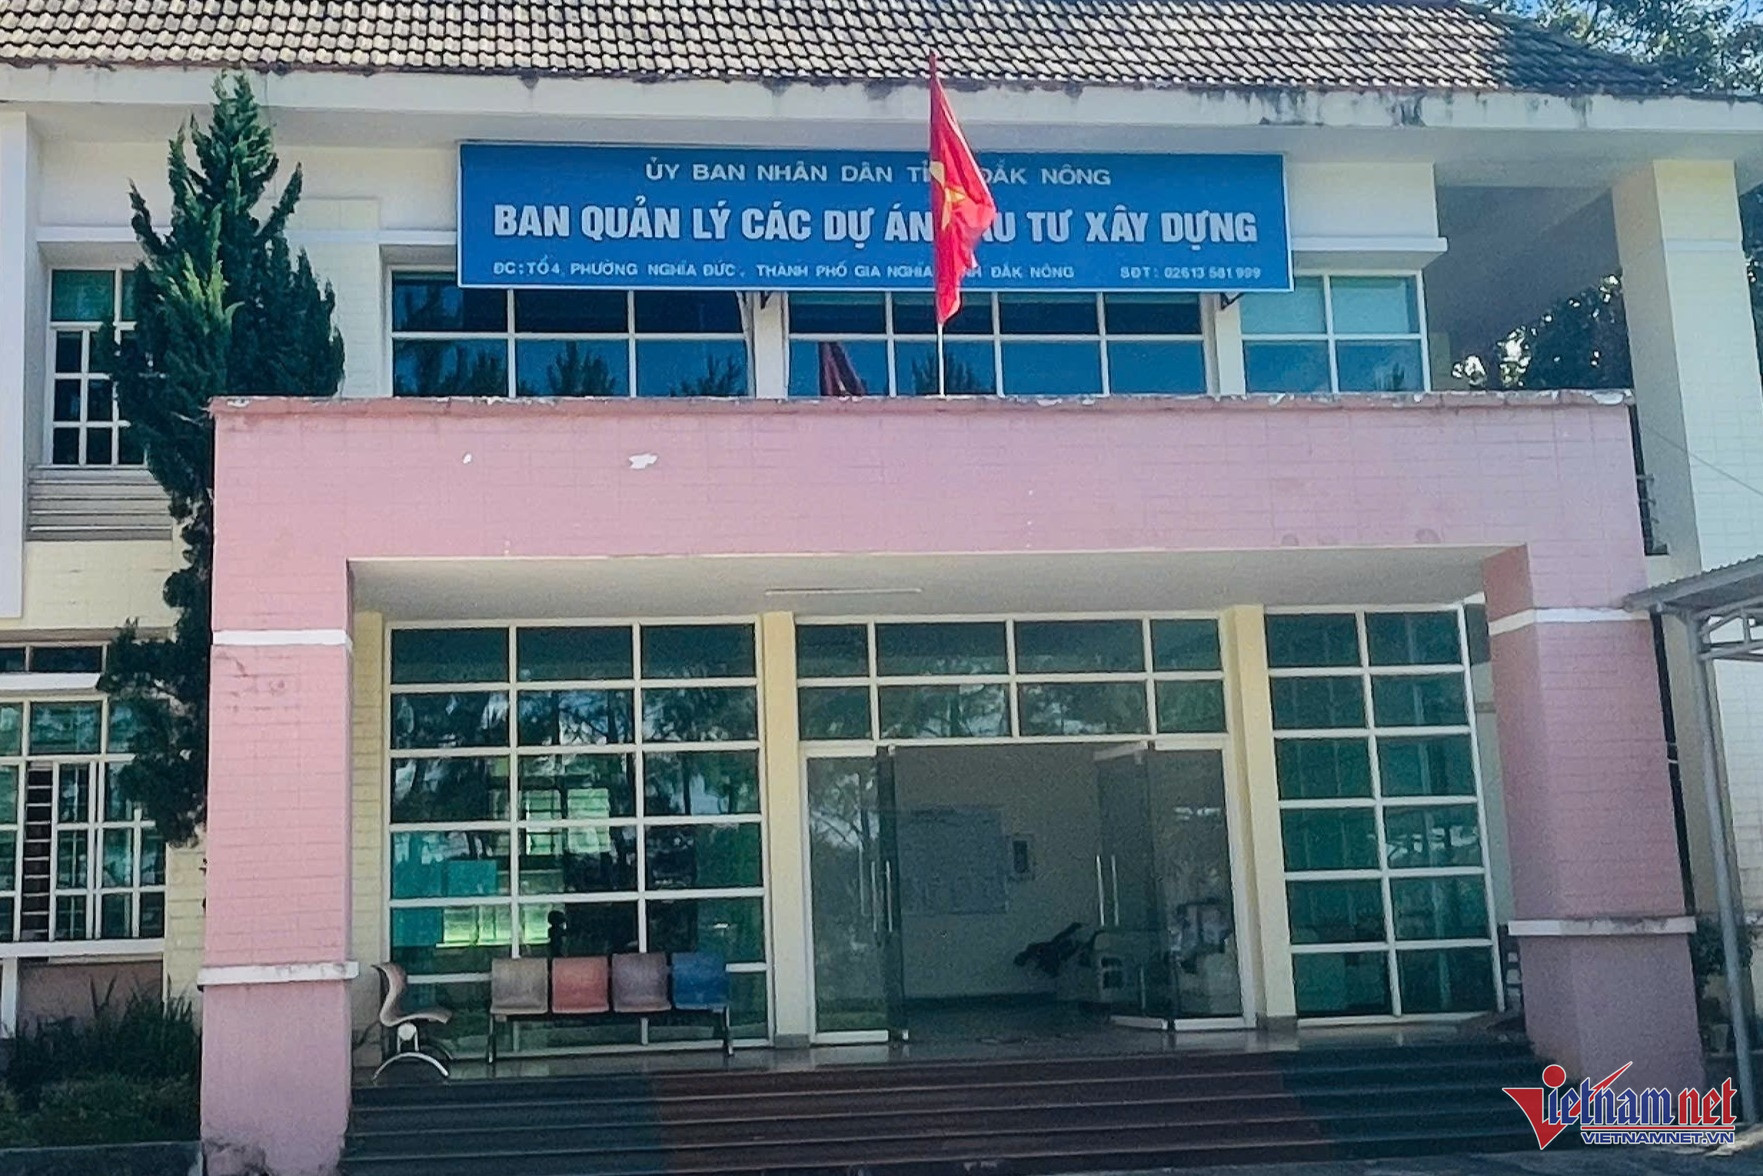 ỦY BAN NHÂN DÂN ĐẮK NÔNG
BAN QUẢN LÝ CÁC DỰ ÁN TƯ XÂY DỰNG
ĐC: TỔ 4, PHƯỜNG NGHĨA ĐỨC, THÀNH PHỐ GIA NGHĨA ĐẮK NÔNG SĐT: 02613 581 999
Vietnamnet
VIETNAMNET.VN